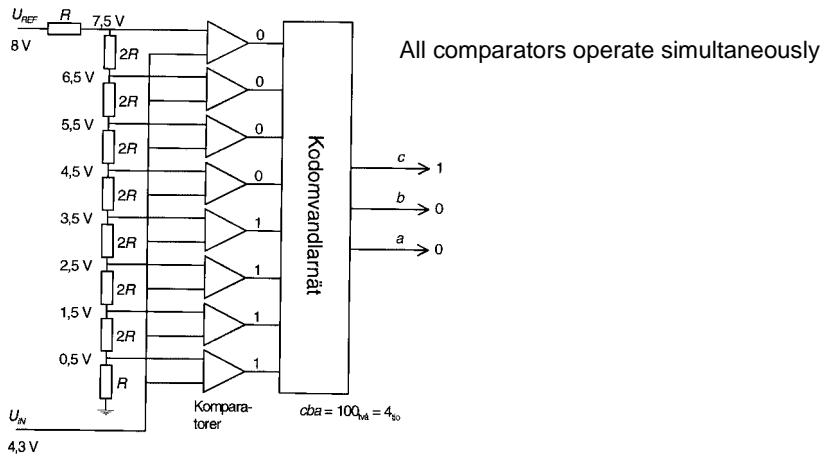 U_REF R 7,5 V
8 V
2R
0
All comparators operate simultaneously
6,5 V
2R
0
5,5 V
2R
0
4,5 V
2R
0
3,5 V
2R
1
2,5 V
2R
1
1,5 V
2R
1
0,5 V
R
1
Kodomvandlarnät
c 1
b 0
a 0
U_IN
4,3 V
Kompara-
torer
cba = 100två = 4tio